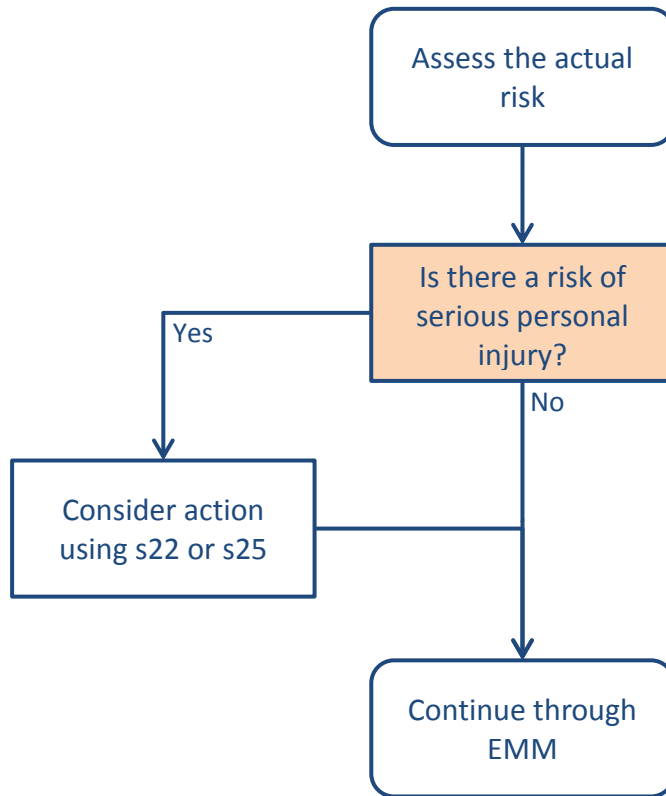 Assess the actual
risk
Is there a risk of
serious personal
injury?
Yes
No
Consider action
using s22 or s25
Continue through
EMM